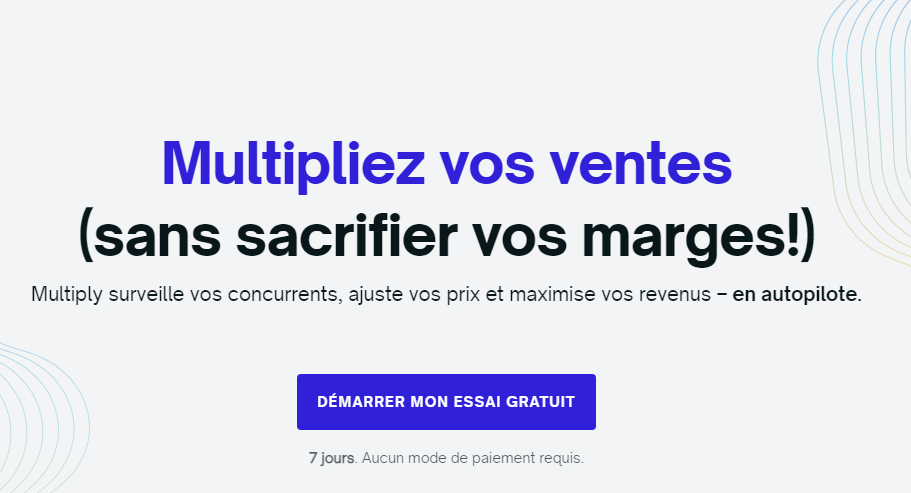 Multipliez vos ventes
(sans sacrifier vos marges!)
Multiply surveille vos concurrents, ajuste vos prix et maximise vos revenus – en autopilote.
DÉMARRER MON ESSAI GRATUIT
7 jours. Aucun mode de paiement requis.